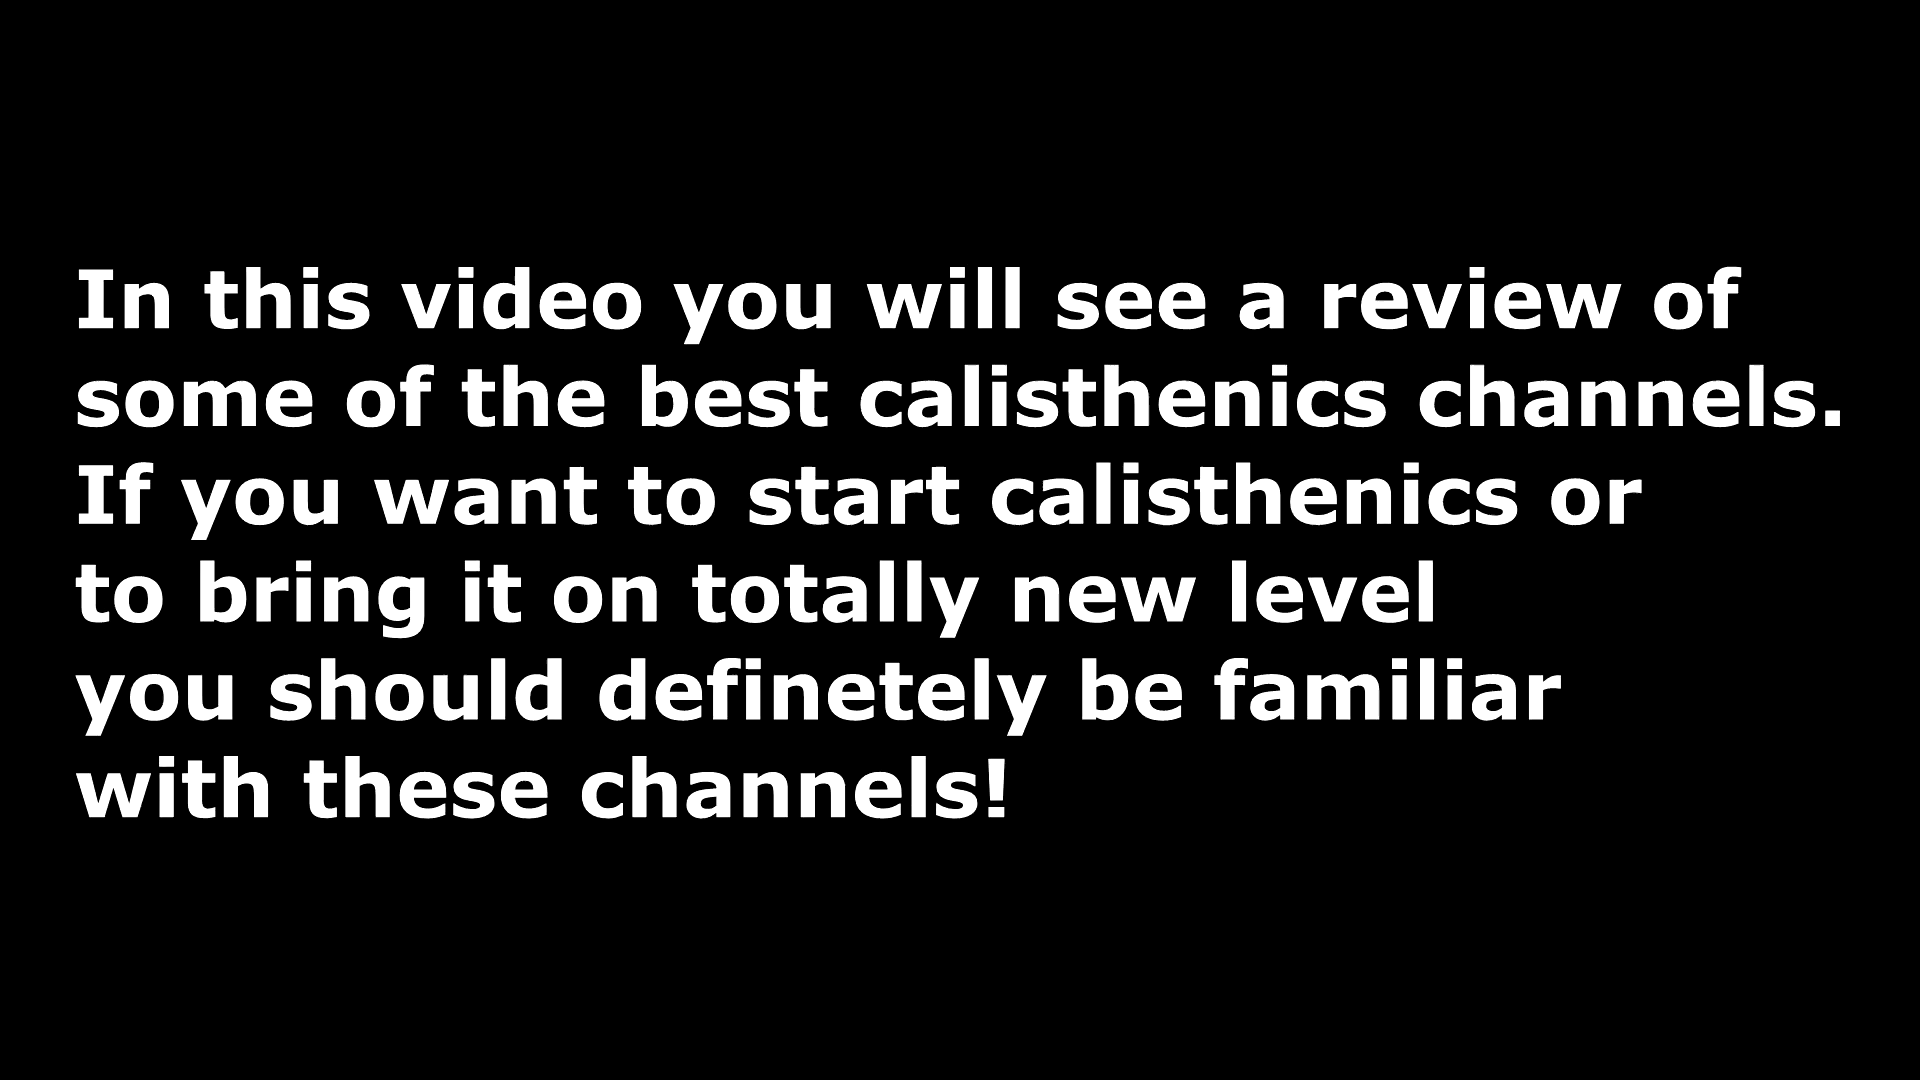 In this video you will see a review of
some of the best calisthenics channels.
If you want to start calisthenics or
to bring it on totally new level
you should definetely be familiar
with these channels!